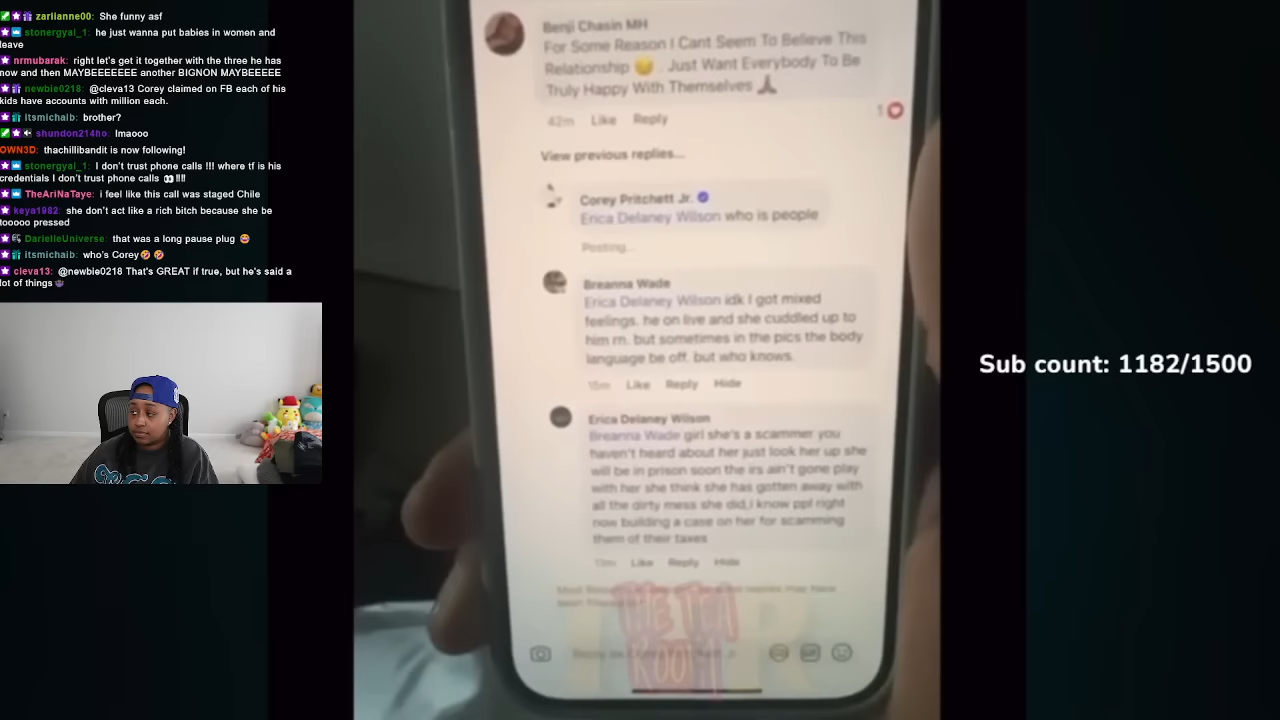 zariianne00: She funny asf
stonergyal_1: he just wanna put babies in women and
leave
nrmubarak: right let's get it together with the three he has
now and then MAYBEEEEEEE another BIGNON MAYBEEEEE
newbie0218: @cleva13 Corey claimed on FB each of his
kids have accounts with million each.
itsmichaib: brother?
shundon214ho: lmaooo
OWN3D: thachillibandit is now following!
stonergyal_1: I don't trust phone calls !!! where tf is his
credentials I don't trust phone calls 👀!!!!
TheAriNaTaye: i feel like this call was staged Chile
keya1982: she don't act like a rich bitch because she be
tooooo pressed
DarielleUniverse: that was a long pause plug 😅
itsmichaib: who's Corey🤣 🤣
cleva13: @newbie0218 That's GREAT if true, but he's said a
lot of things
Benji Chasin MH
For Some Reason I Cant Seem To Believe This
Relationship 😔 . Just Want Everybody To Be
Truly Happy With Themselves 🙏🏿
42m Like Reply 1
View previous replies...
Corey Pritchett Jr.
Erica Delaney Wilson who is people
Posting...
Breanna Wade
Erica Delaney Wilson idk I got mixed
feelings. he on live and she cuddled up to
him rn. but sometimes in the pics the body
language be off. but who knows.
15m Like Reply Hide
Erica Delaney Wilson
Breanna Wade girl she's a scammer you
haven't heard about her just look her up she
will be in prison soon the irs ain't gone play
with her she think she has gotten away with
all the dirty mess she did,i know ppl right
now building a case on her for scamming
them of their taxes
Like Reply Hide
THE TEA
ROOM
GIF
Sub count: 1182/1500